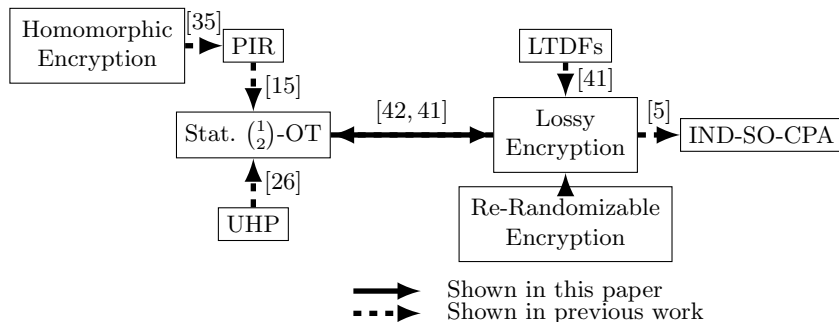 Homomorphic
Encryption
[35]
PIR
LTDFs
[15]
[41]
Stat. (1 2)-OT
[42, 41]
Lossy
Encryption
[5]
IND-SO-CPA
[26]
UHP
Re-Randomizable
Encryption
Shown in this paper
Shown in previous work